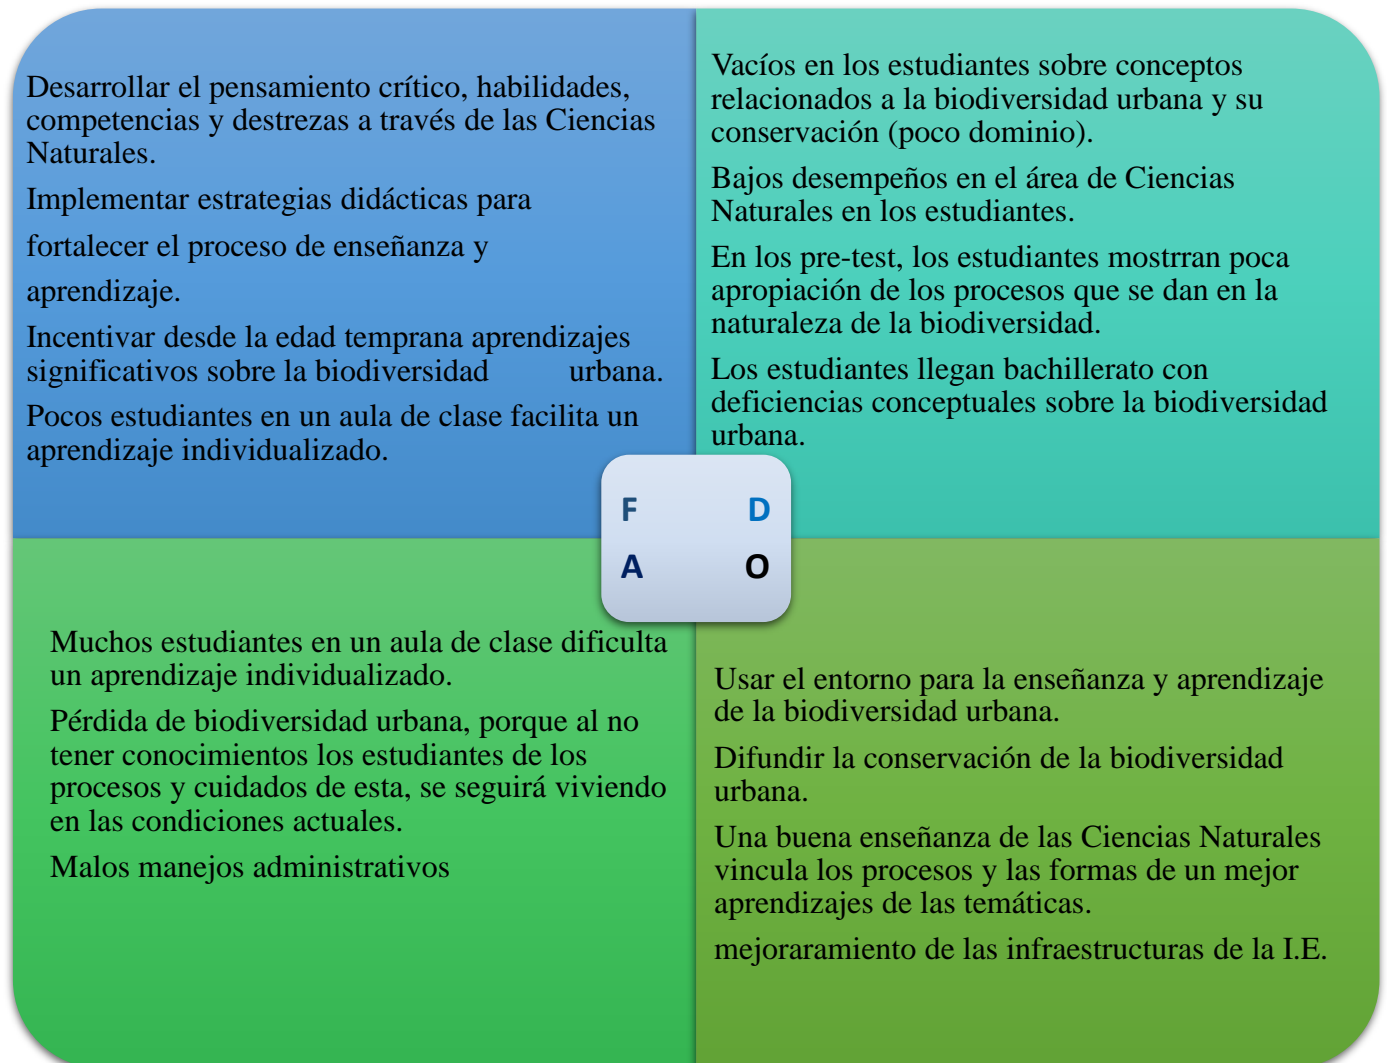 Desarrollar el pensamiento crítico, habilidades,
competencias y destrezas a través de las Ciencias
Naturales.
Implementar estrategias didácticas para
fortalecer el proceso de enseñanza y
aprendizaje.
Incentivar desde la edad temprana aprendizajes
significativos sobre la biodiversidad urbana.
Pocos estudiantes en un aula de clase facilita un
aprendizaje individualizado.
Vacíos en los estudiantes sobre conceptos
relacionados a la biodiversidad urbana y su
conservación (poco dominio).
Bajos desempeños en el área de Ciencias
Naturales en los estudiantes.
En los pre-test, los estudiantes mostrran poca
apropiación de los procesos que se dan en la
naturaleza de la biodiversidad.
Los estudiantes llegan bachillerato con
deficiencias conceptuales sobre la biodiversidad
urbana.
F D
A O
Muchos estudiantes en un aula de clase dificulta
un aprendizaje individualizado.
Pérdida de biodiversidad urbana, porque al no
tener conocimientos los estudiantes de los
procesos y cuidados de esta, se seguirá viviendo
en las condiciones actuales.
Malos manejos administrativos
Usar el entorno para la enseñanza y aprendizaje
de la biodiversidad urbana.
Difundir la conservación de la biodiversidad
urbana.
Una buena enseñanza de las Ciencias Naturales
vincula los procesos y las formas de un mejor
aprendizajes de las temáticas.
mejoraramiento de las infraestructuras de la I.E.